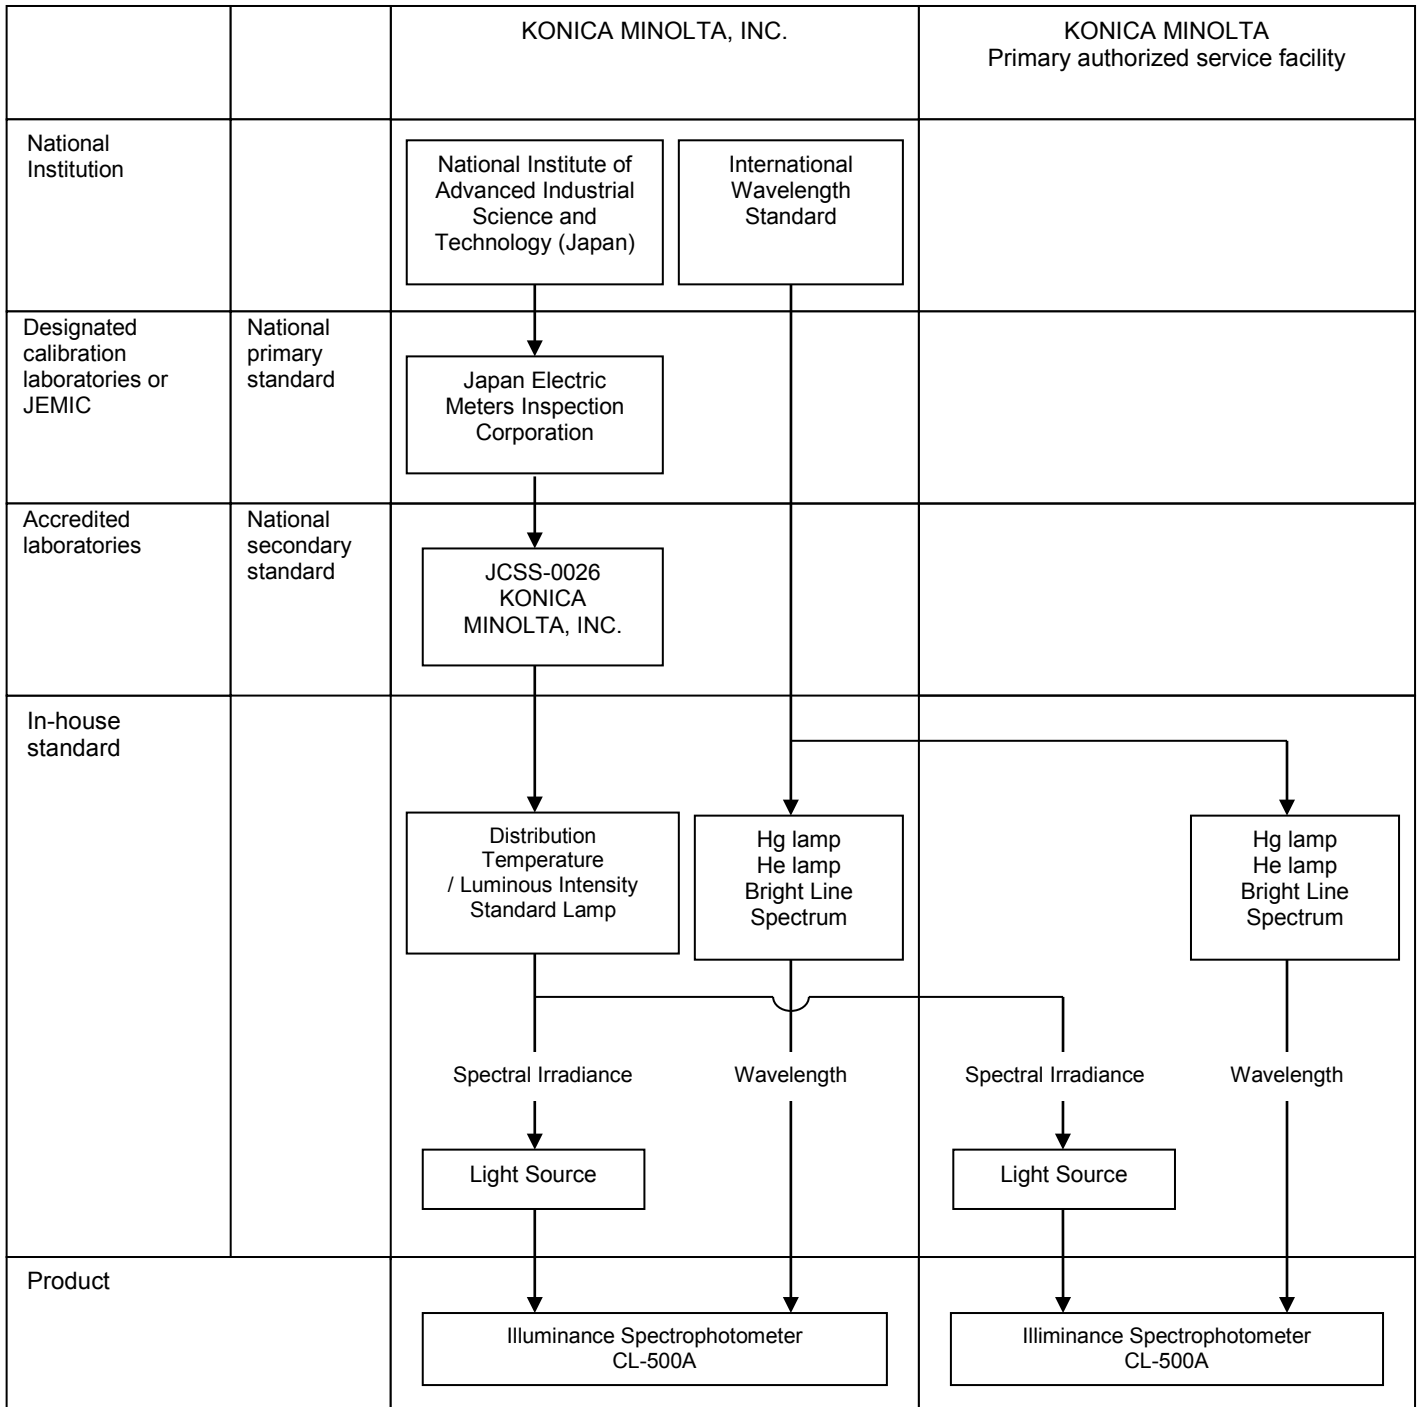 KONICA MINOLTA, INC.
KONICA MINOLTA
Primary authorized service facility
National
Institution
National Institute of
Advanced Industrial
Science and
Technology (Japan)
International
Wavelength
Standard
Designated
calibration
laboratories or
JEMIC
National
primary
standard
Japan Electric
Meters Inspection
Corporation
Accredited
laboratories
National
secondary
standard
JCSS-0026
KONICA
MINOLTA, INC.
In-house
standard
Distribution
Temperature
/ Luminous Intensity
Standard Lamp
Hg lamp
He lamp
Bright Line
Spectrum
Hg lamp
He lamp
Bright Line
Spectrum
Spectral Irradiance
Wavelength
Spectral Irradiance
Wavelength
Light Source
Light Source
Product
Illuminance Spectrophotometer
CL-500A
Illiminance Spectrophotometer
CL-500A